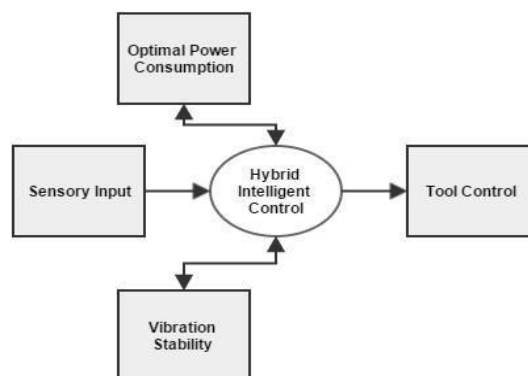 Optimal Power
Consumption
Sensory Input
Hybrid
Intelligent
Control
Tool Control
Vibration
Stability